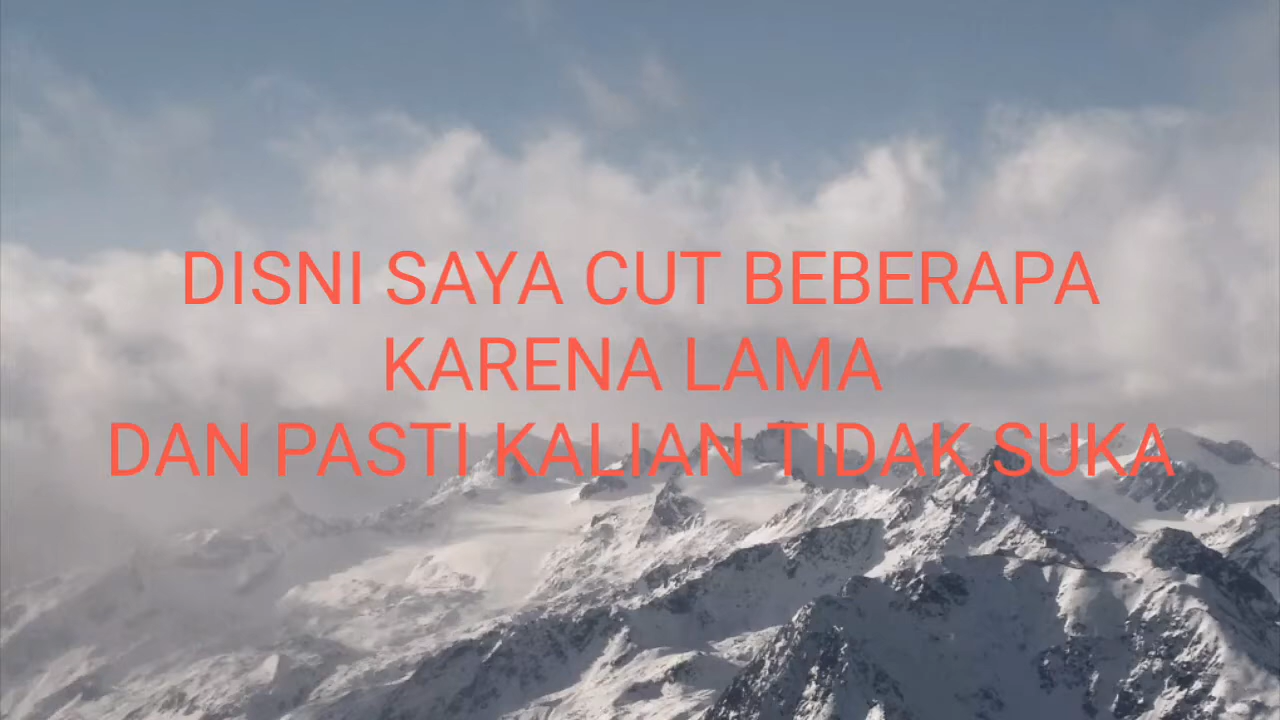 DISNI SAYA CUT BEBERAPA
KARENA LAMA
DAN PASTI KALIAN TIDAK SUKA